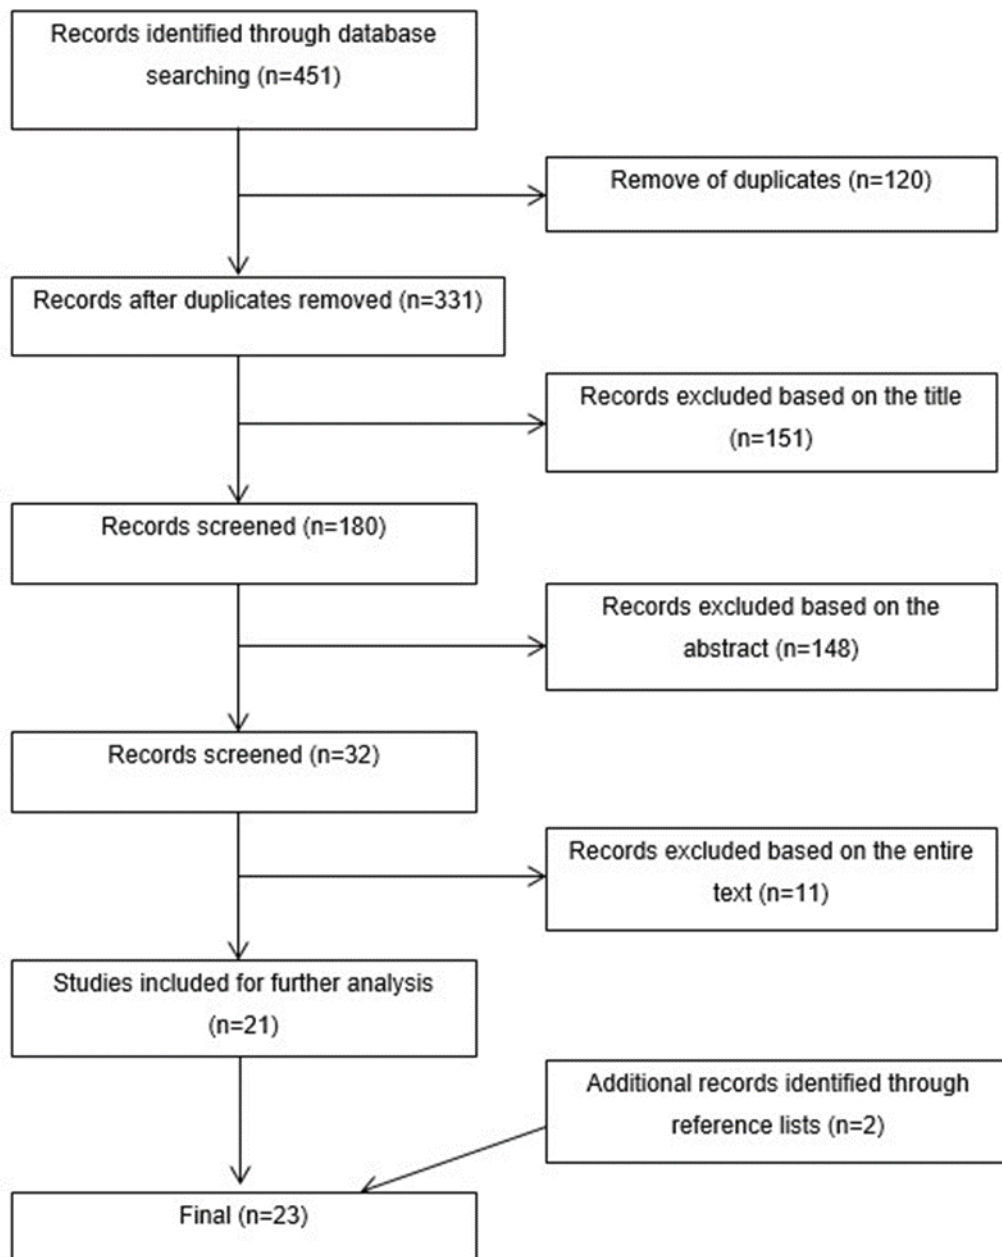 Records identified through database
searching (n=451)
Remove of duplicates (n=120)
Records after duplicates removed (n=331)
Records excluded based on the title
(n=151)
Records screened (n=180)
Records excluded based on the
abstract (n=148)
Records screened (n=32)
Records excluded based on the entire
text (n=11)
Studies included for further analysis
(n=21)
Additional records identified through
reference lists (n=2)
Final (n=23)